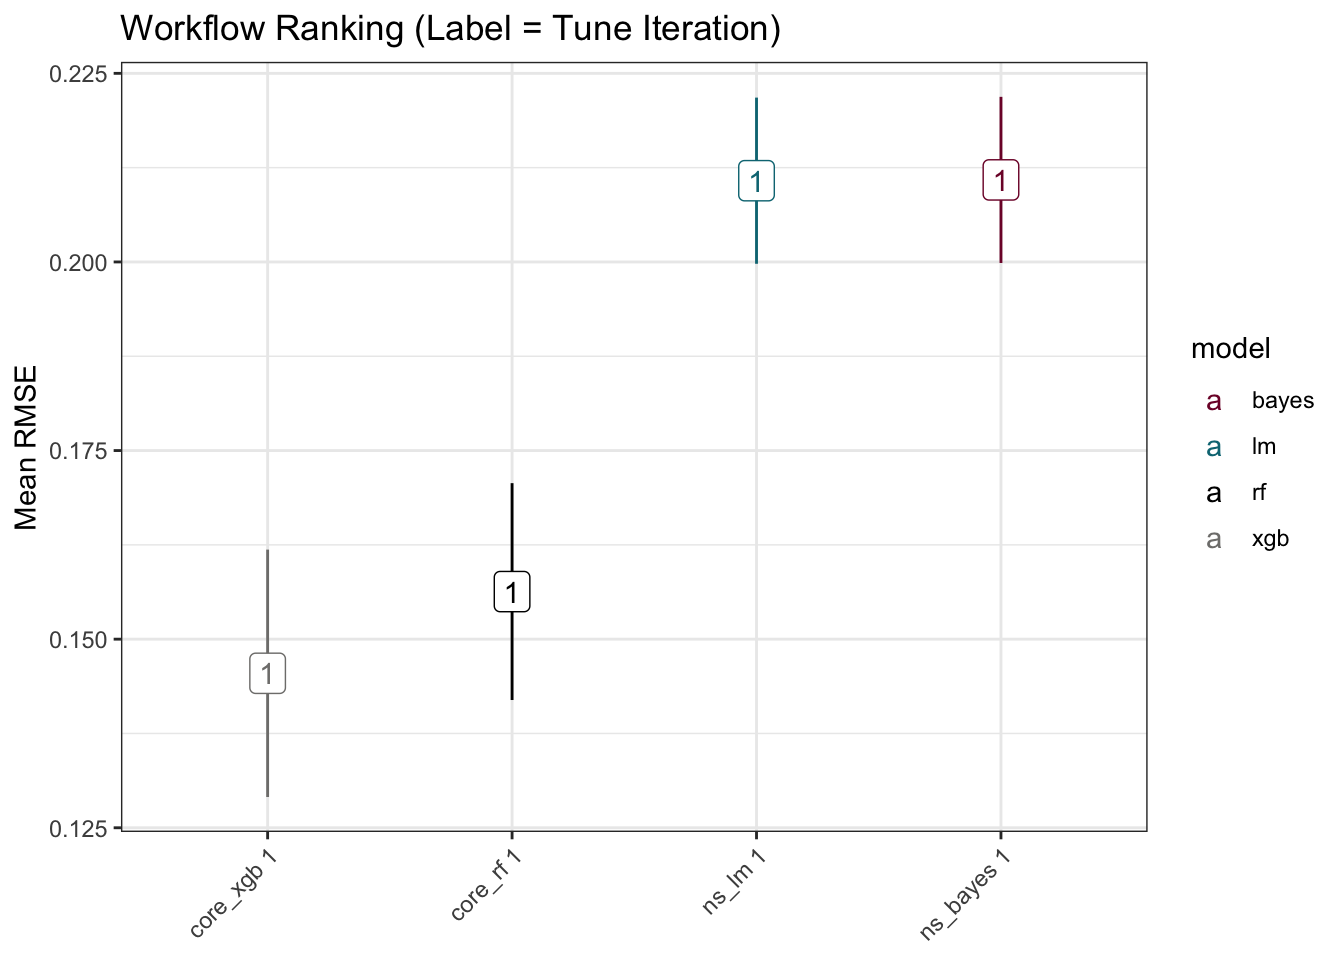 Workflow Ranking (Label = Tune Iteration)
Mean RMSE
0.225
0.200
0.175
0.150
0.125
1
1
1
1
core_xgb 1
core_rf 1
ns_lm 1
ns_bayes 1
model
a bayes
a lm
a rf
a xgb